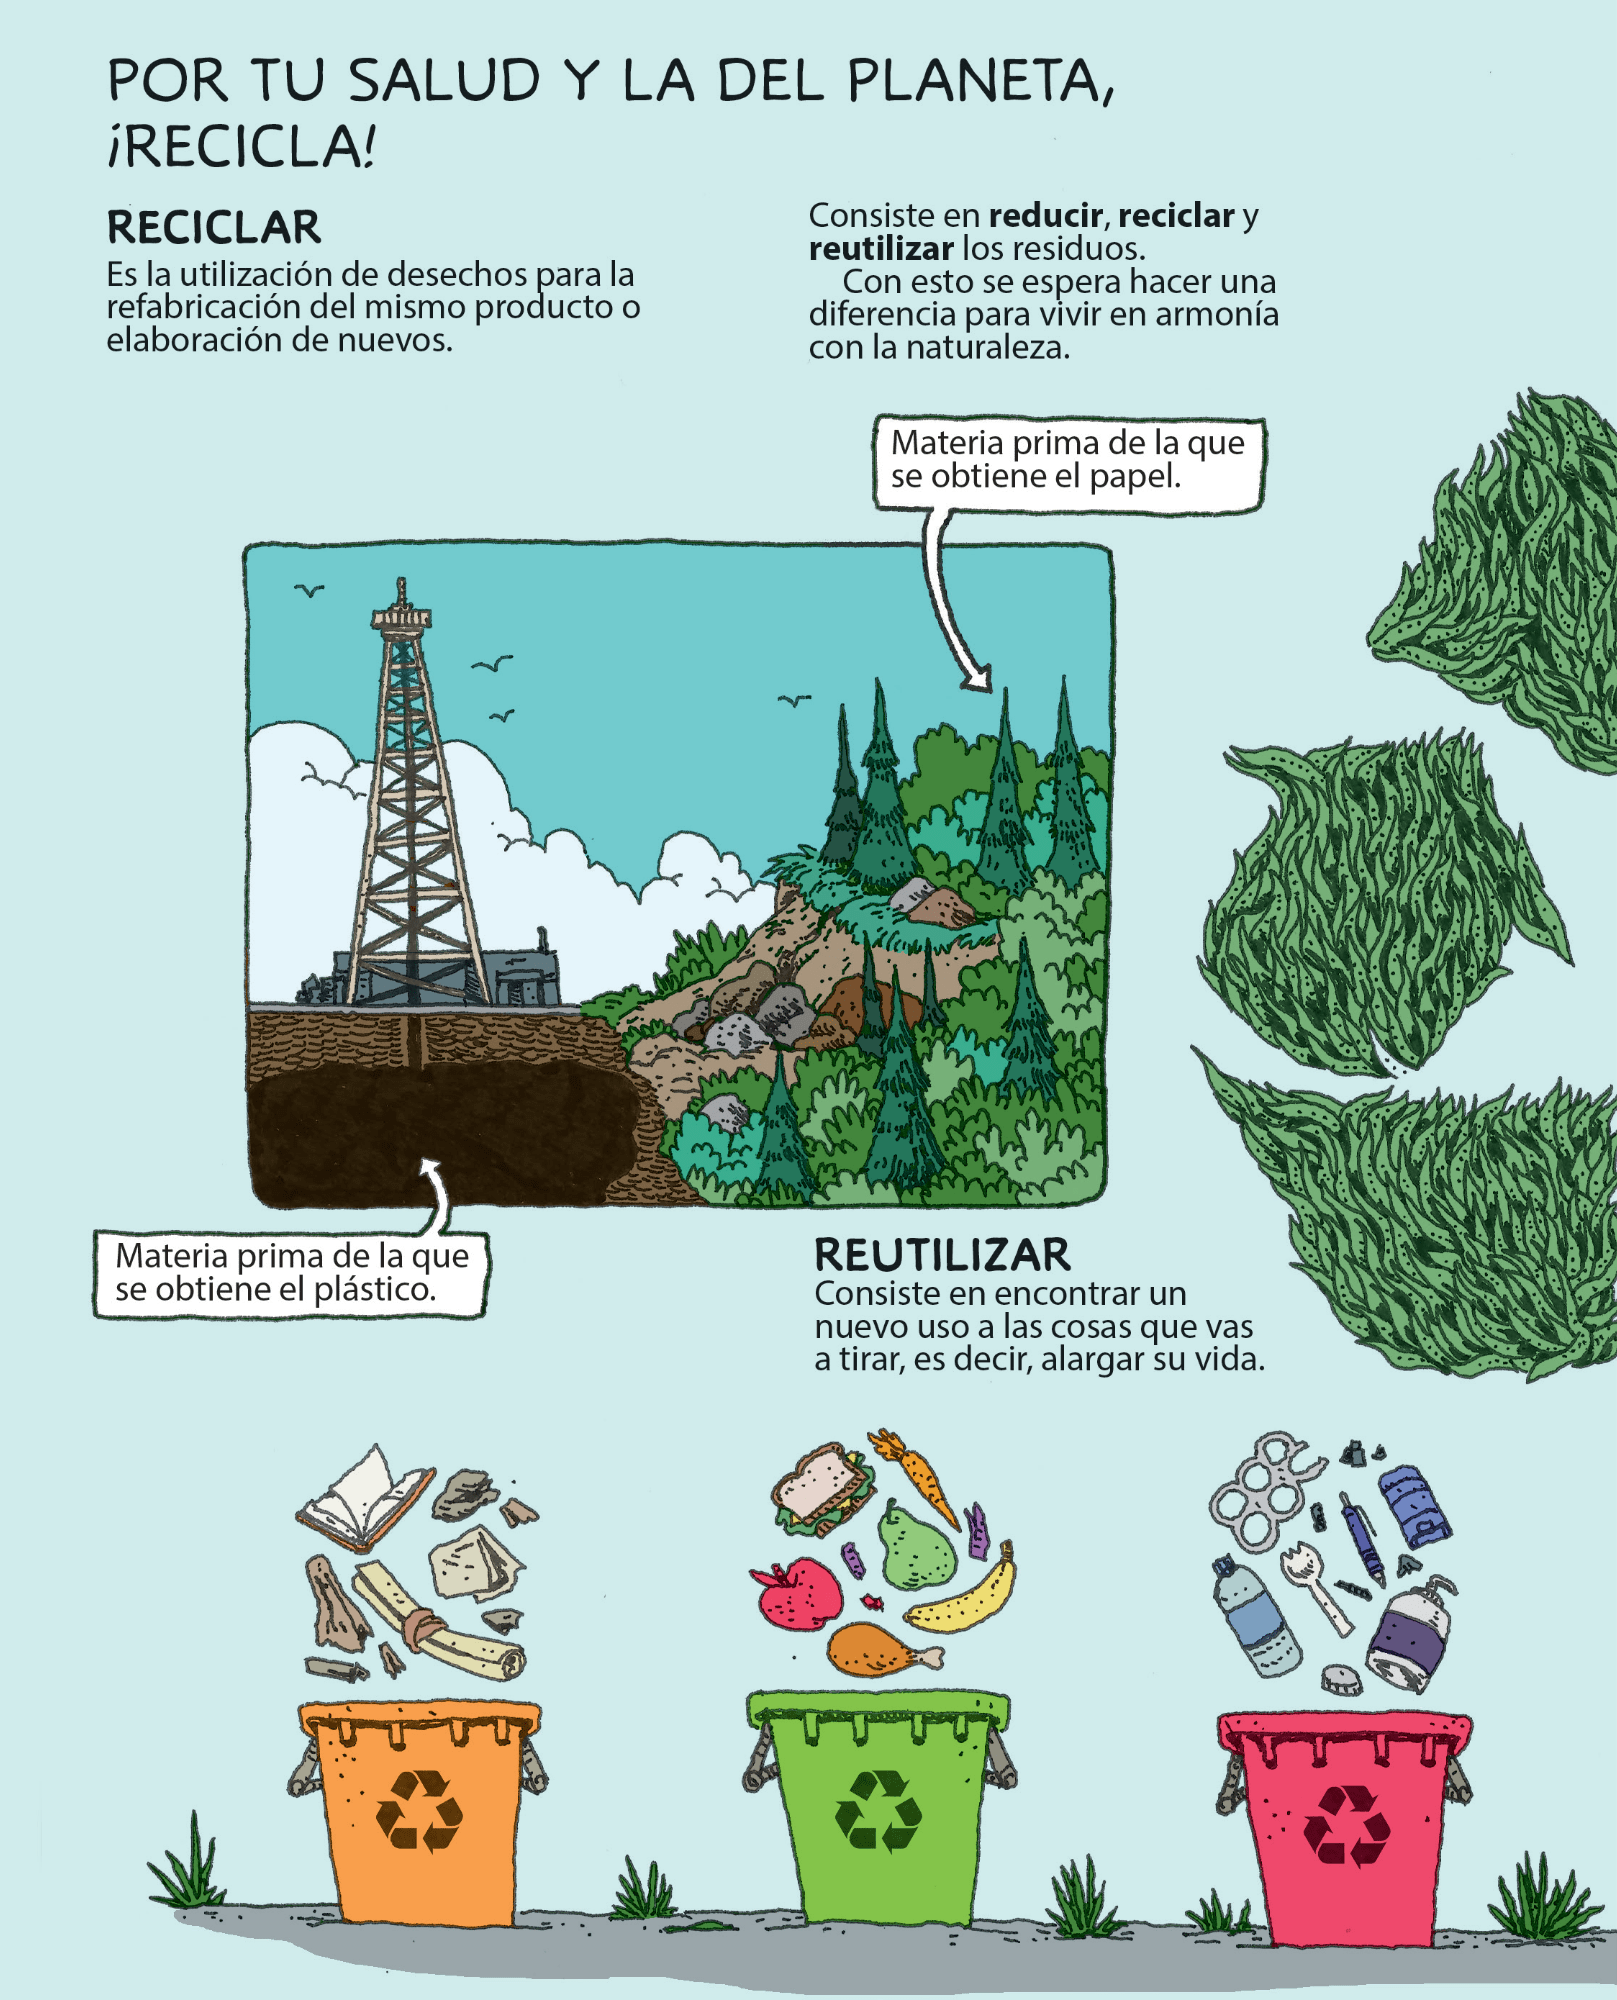 POR TU SALUD Y LA DEL PLANETA,
¡RECICLA!
RECICLAR
Es la utilización de desechos para la
refabricación del mismo producto o
elaboración de nuevos.
Consiste en reducir, reciclar y
reutilizar los residuos.
Con esto se espera hacer una
diferencia para vivir en armonía
con la naturaleza.
Materia prima de la que
se obtiene el papel.
Materia prima de la que
se obtiene el plástico.
REUTILIZAR
Consiste en encontrar un
nuevo uso a las cosas que vas
a tirar, es decir, alargar su vida.